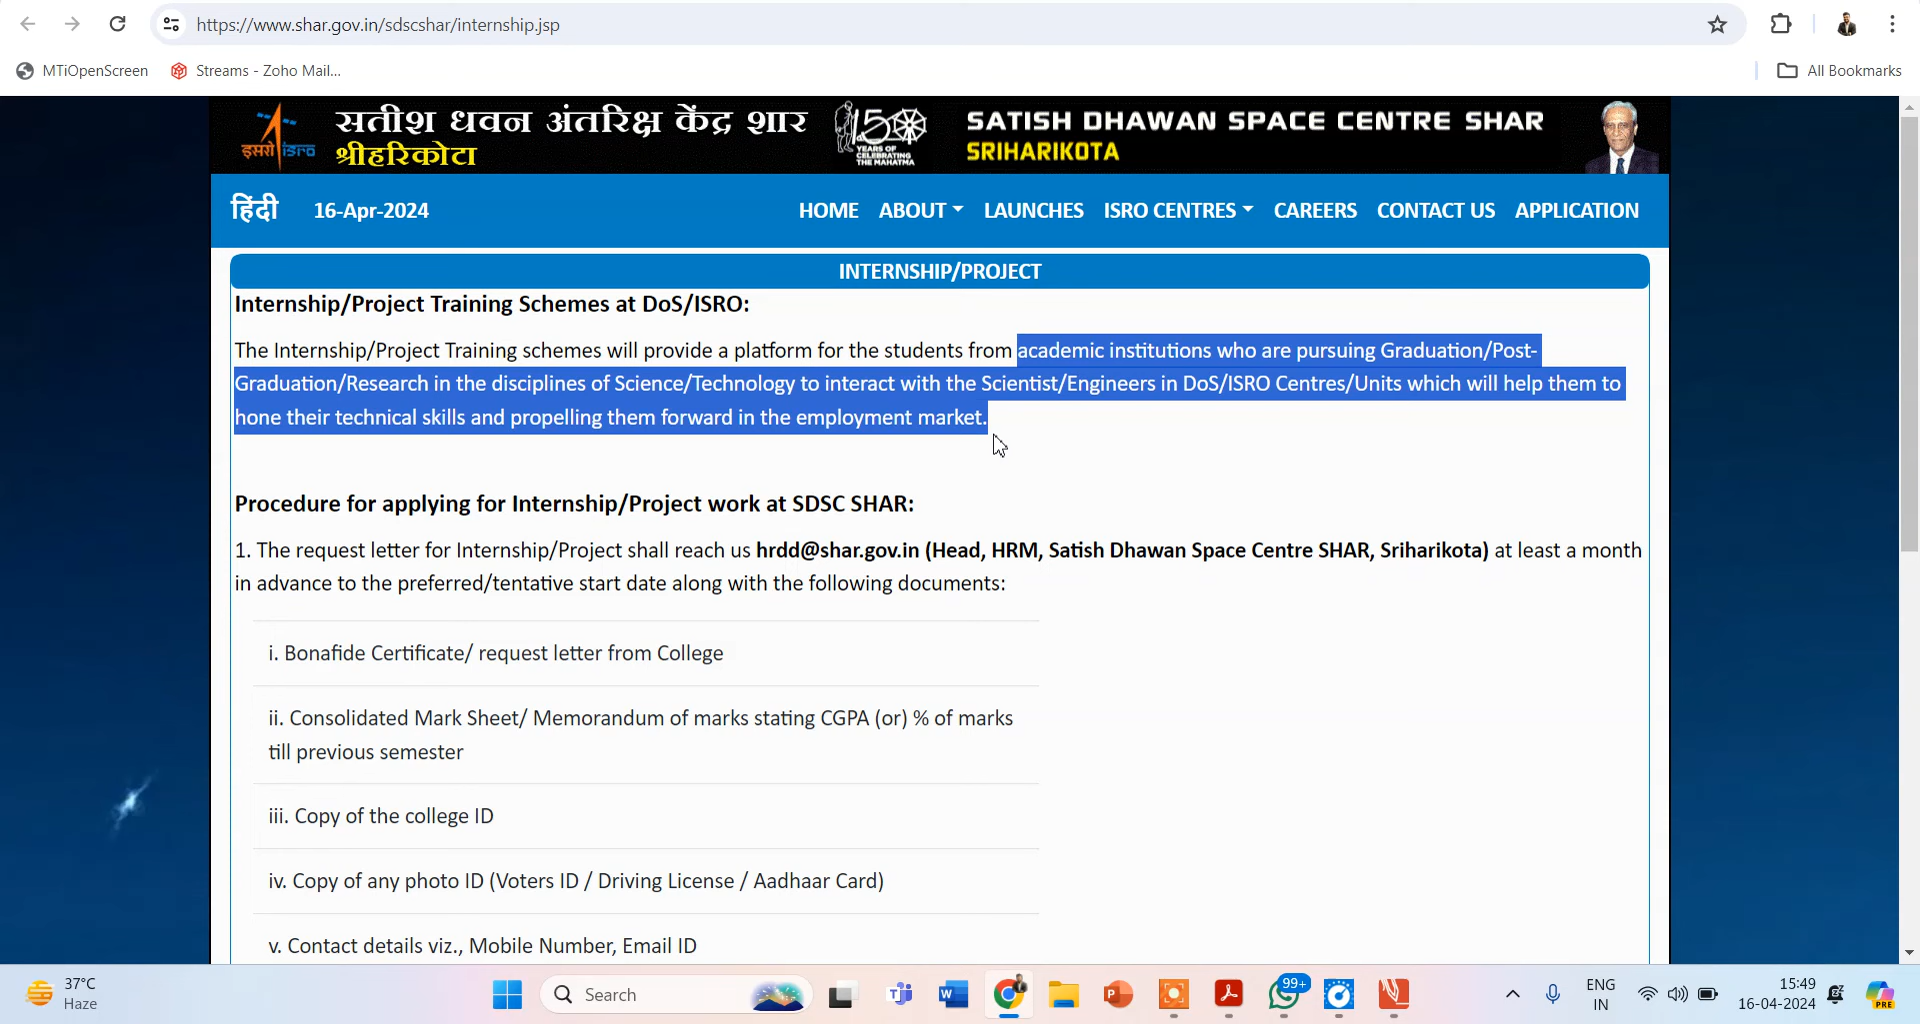 https://www.shar.gov.in/sdscshar/internship.jsp
MTiOpenScreen
Streams - Zoho Mail...
All Bookmarks
इसरो isro
सतीश धवन अंतरिक्ष केंद्र शार
श्रीहरिकोटा
150
YEARS OF
CELEBRATING
THE MAHATMA
SATISH DHAWAN SPACE CENTRE SHAR
SRIHARIKOTA
हिंदी 16-Apr-2024 HOME ABOUT LAUNCHES ISRO CENTRES CAREERS CONTACT US APPLICATION
INTERNSHIP/PROJECT
Internship/Project Training Schemes at DoS/ISRO:
The Internship/Project Training schemes will provide a platform for the students from academic institutions who are pursuing Graduation/Post-
Graduation/Research in the disciplines of Science/Technology to interact with the Scientist/Engineers in DoS/ISRO Centres/Units which will help them to
hone their technical skills and propelling them forward in the employment market.
Procedure for applying for Internship/Project work at SDSC SHAR:
1. The request letter for Internship/Project shall reach us hrdd@shar.gov.in (Head, HRM, Satish Dhawan Space Centre SHAR, Sriharikota) at least a month
in advance to the preferred/tentative start date along with the following documents:
i. Bonafide Certificate/ request letter from College
ii. Consolidated Mark Sheet/ Memorandum of marks stating CGPA (or) % of marks
till previous semester
iii. Copy of the college ID
iv. Copy of any photo ID (Voters ID / Driving License / Aadhaar Card)
v. Contact details viz., Mobile Number, Email ID
37°C
Haze
Search
99+
ENG
IN
15:49
16-04-2024
PRE